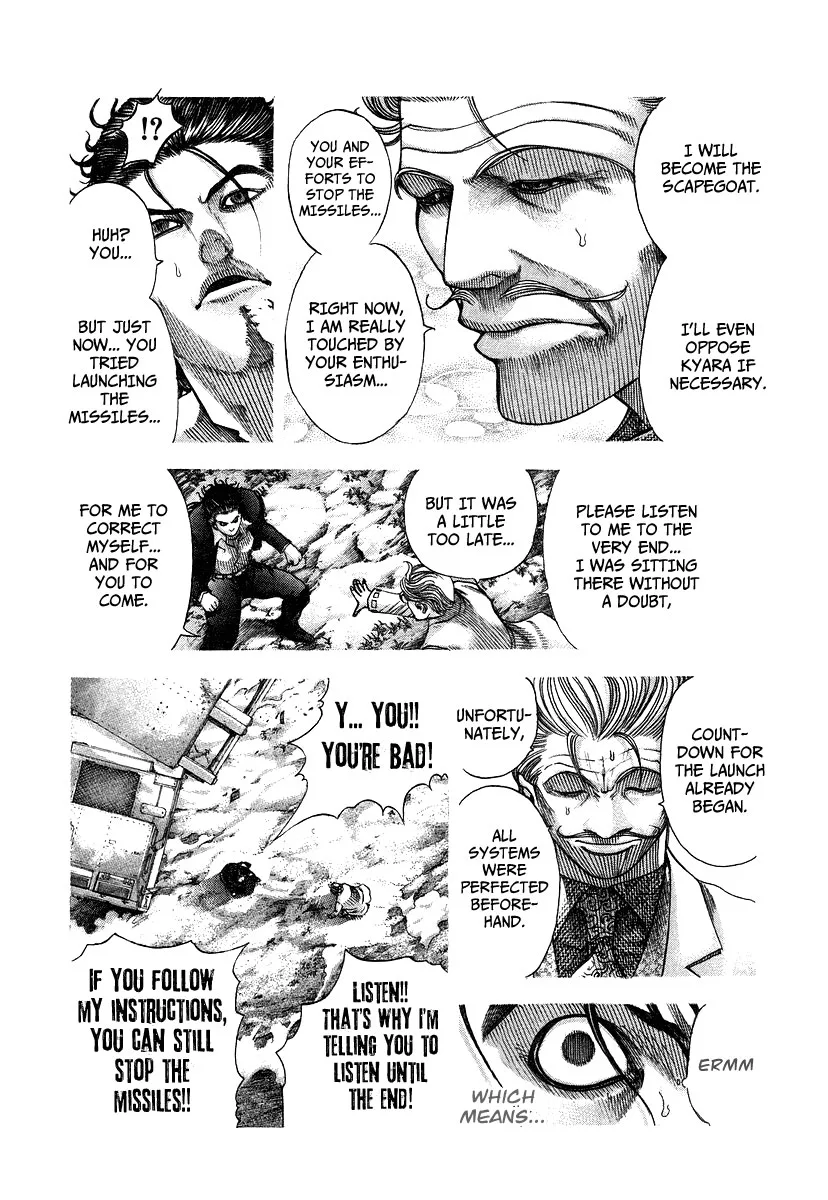 I WILL
BECOME THE
SCAPEGOAT.
I'LL EVEN
OPPOSE
KYARA IF
NECESSARY.
YOU AND
YOUR EF-
FORTS TO
STOP THE
MISSILES...
RIGHT NOW,
I AM REALLY
TOUCHED BY
YOUR ENTHU-
SIASM...
!?
HUH?
YOU...
BUT JUST
NOW... YOU
TRIED
LAUNCHING
THE
MISSILES...
PLEASE LISTEN
TO ME TO THE
VERY END...
I WAS SITTING
THERE WITHOUT
A DOUBT,
BUT IT WAS
A LITTLE
TOO LATE...
FOR ME TO
CORRECT
MYSELF...
AND FOR
YOU TO
COME.
COUNT-
DOWN FOR
THE LAUNCH
ALREADY
BEGAN.
UNFORTU-
NATELY,
ALL
SYSTEMS
WERE
PERFECTED
BEFORE-
HAND.
ERMM
WHICH
MEANS...
Y... YOU!!
YOU'RE BAD!
LISTEN!!
THAT'S WHY I'M
TELLING YOU TO
LISTEN UNTIL
THE END!
IF YOU FOLLOW
MY INSTRUCTIONS,
YOU CAN STILL
STOP THE
MISSILES!!